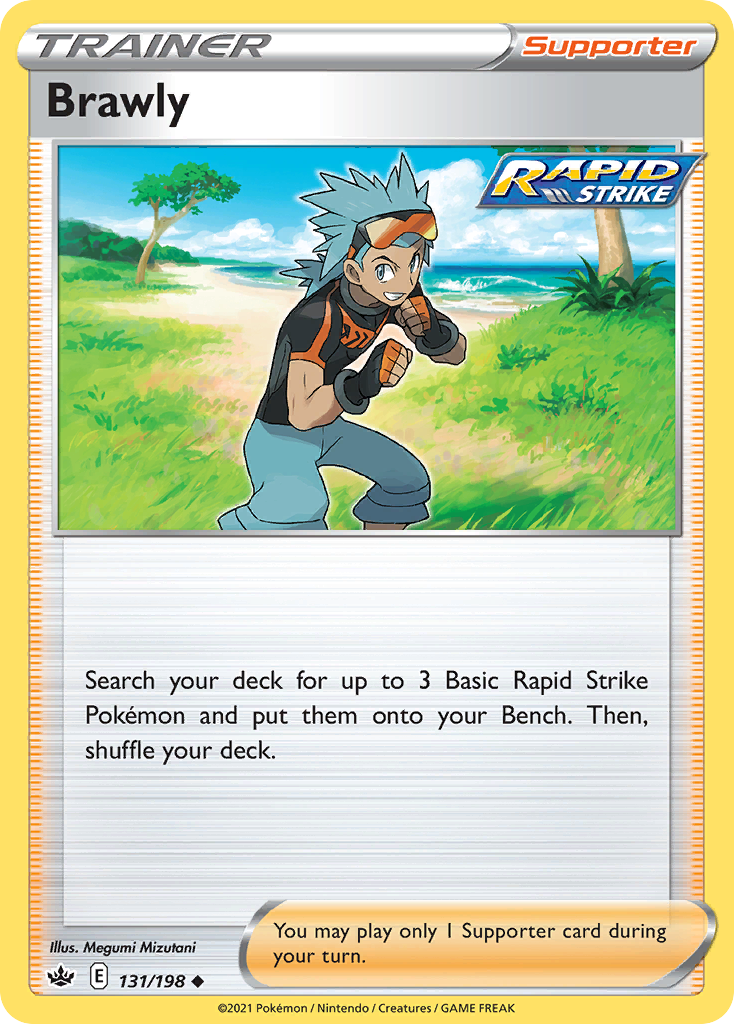 TRAINER
Supporter
Brawly
RAPID
STRIKE
Search your deck for up to 3 Basic Rapid Strike
Pokémon and put them onto your Bench. Then,
shuffle your deck.
You may play only 1 Supporter card during
your turn.
Illus. Megumi Mizutani
E 131/198
©2021 Pokémon / Nintendo / Creatures / GAME FREAK